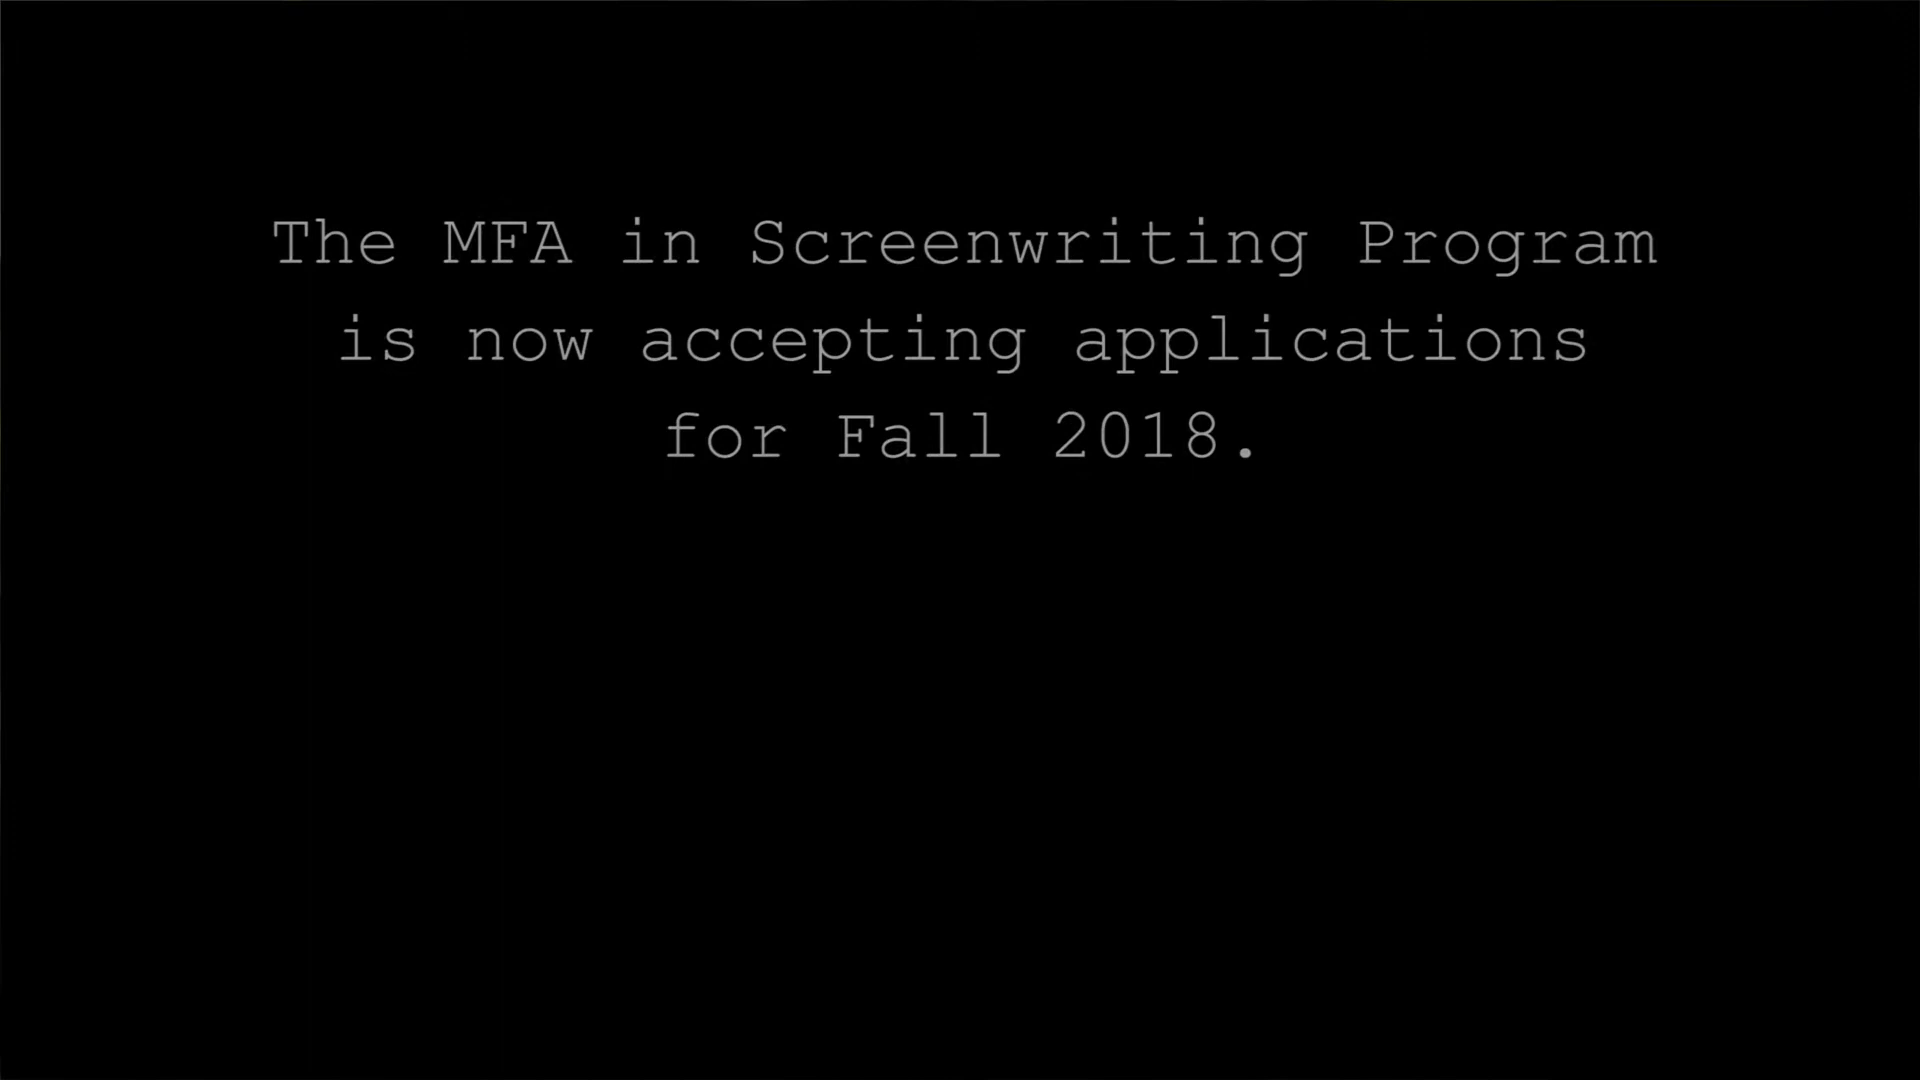 The MFA in Screenwriting Program
is now accepting applications
for Fall 2018.